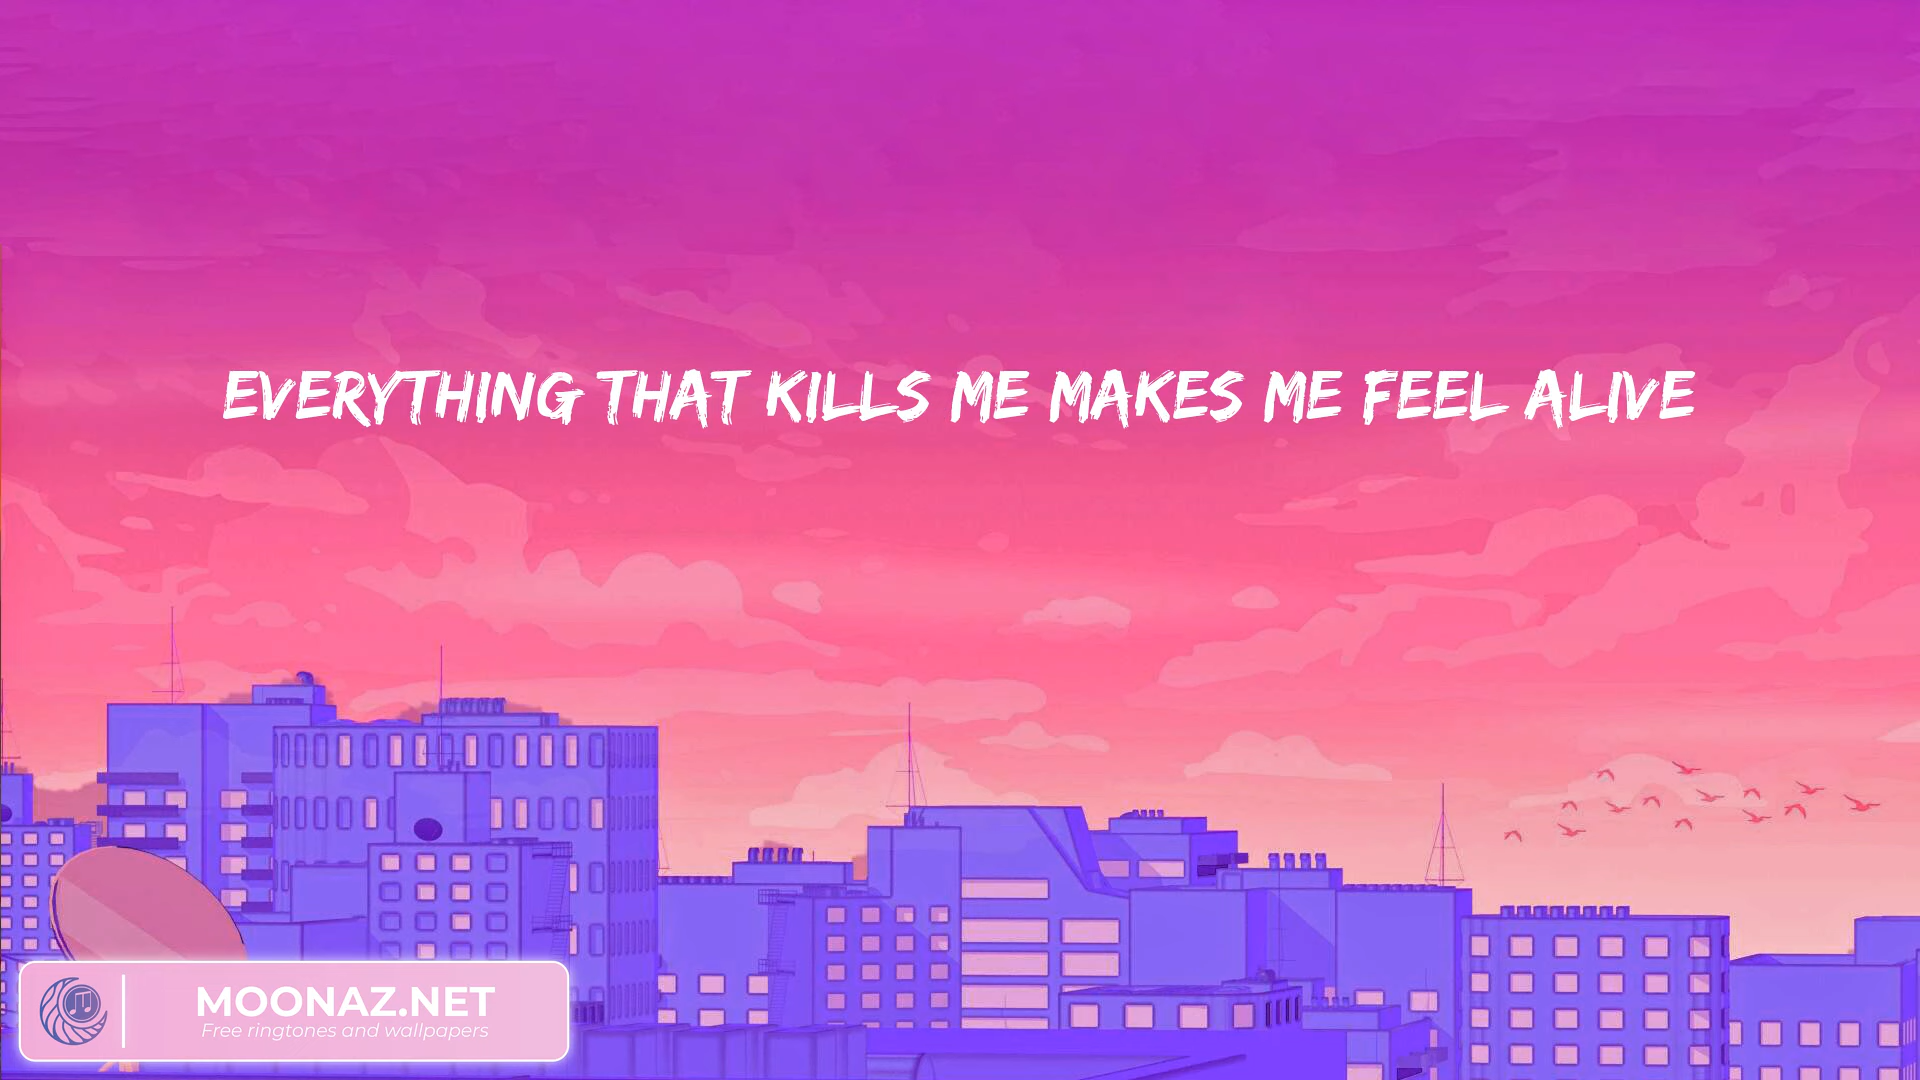 EVERYTHING THAT KILLS ME MAKES ME FEEL ALIVE
MOONAZ.NET
Free ringtones and wallpapers